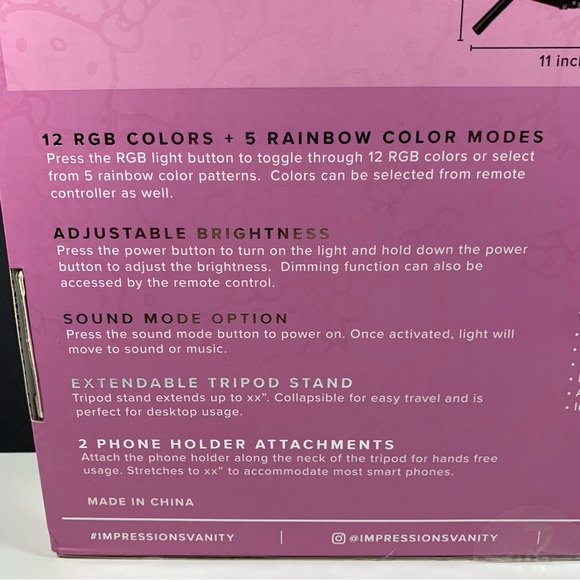 11 inc
12 RGB COLORS + 5 RAINBOW COLOR MODES
Press the RGB light button to toggle through 12 RGB colors or select
from 5 rainbow color patterns. Colors can be selected from remote
controller as well.
ADJUSTABLE BRIGHTNESS
Press the power button to turn on the light and hold down the power
button to adjust the brightness. Dimming function can also be
accessed by the remote control.
SOUND MODE OPTION
Press the sound mode button to power on. Once activated, light will
move to sound or music.
EXTENDABLE TRIPOD STAND
Tripod stand extends up to xx”. Collapsible for easy travel and is
perfect for desktop usage.
2 PHONE HOLDER ATTACHMENTS
Attach the phone holder along the neck of the tripod for hands free
usage. Stretches to xx” to accommodate most smart phones.
MADE IN CHINA
#IMPRESSIONSVANITY | @IMPRESSIONSVANITY |